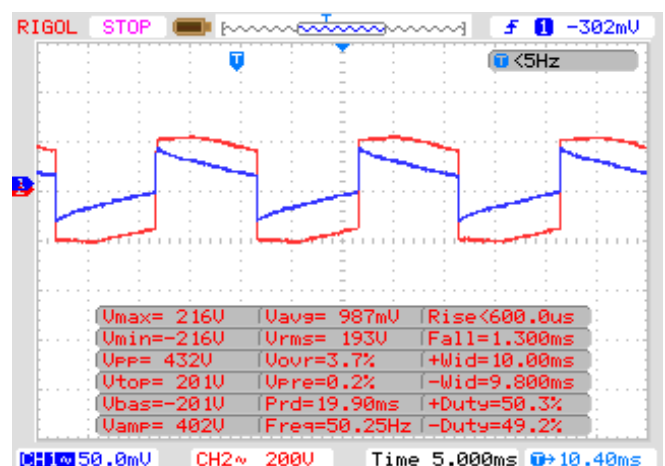 RIGOL STOP T 1 -302mV
T T <5Hz
1
Vmax= 216V Vavg= 987mV Rise<600.0us
Vmin=-216V Vrms= 193V Fall=1.300ms
Vpp= 432V Vovr=3.7% +Wid=10.00ms
Vtop= 201V Vpre=0.2% -Wid=9.800ms
Vbas=-201V Prd=19.90ms +Duty=50.3%
Vamp= 402V Freq=50.25Hz -Duty=49.2%
50.0mV CH2~ 200V Time 5.000ms T→10.40ms